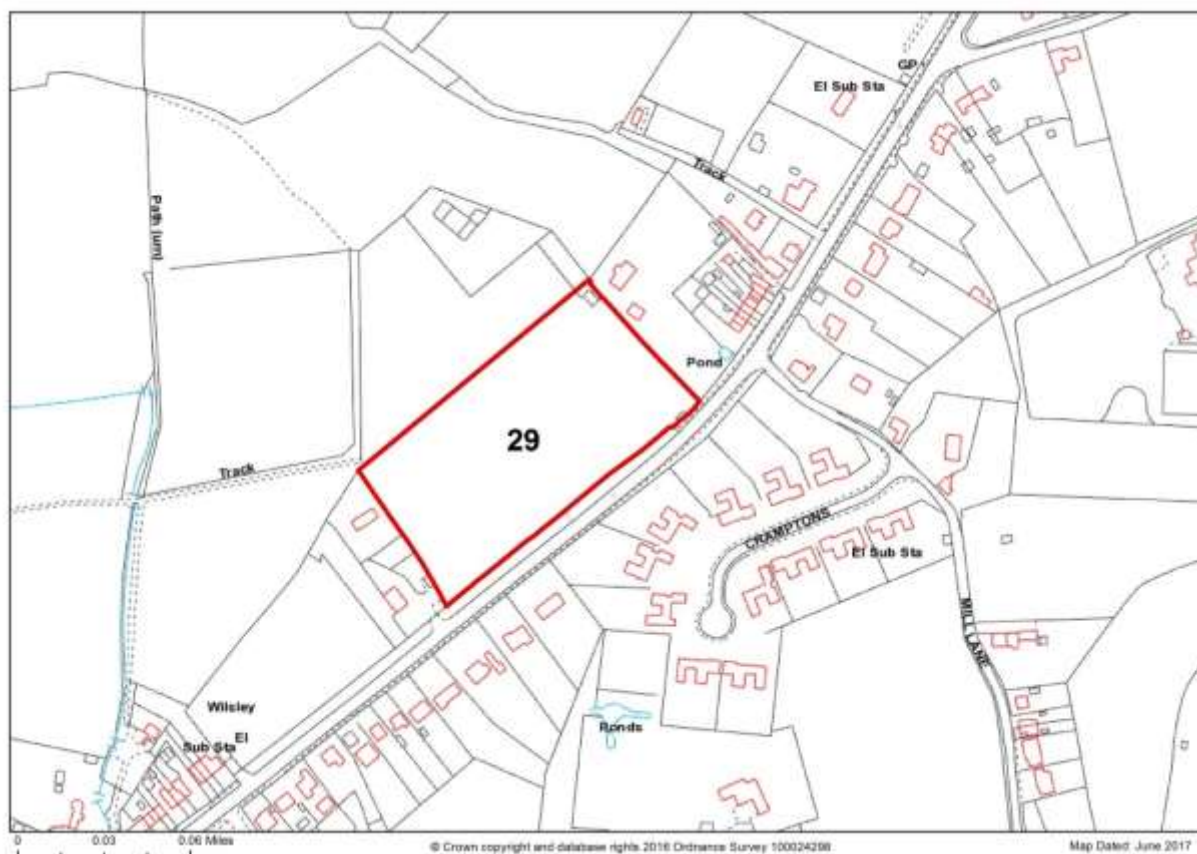 GP
El Sub Sta
Track
Path (um)
Pond
29
Track
CRAMPTONS
El Sub Sta
MILL LANE
Wilsley
El
Sub Sta
Ponds
0 0.03 0.06 Miles
© Crown copyright and database rights 2016 Ordnance Survey 100024298
Map Dated: June 2017